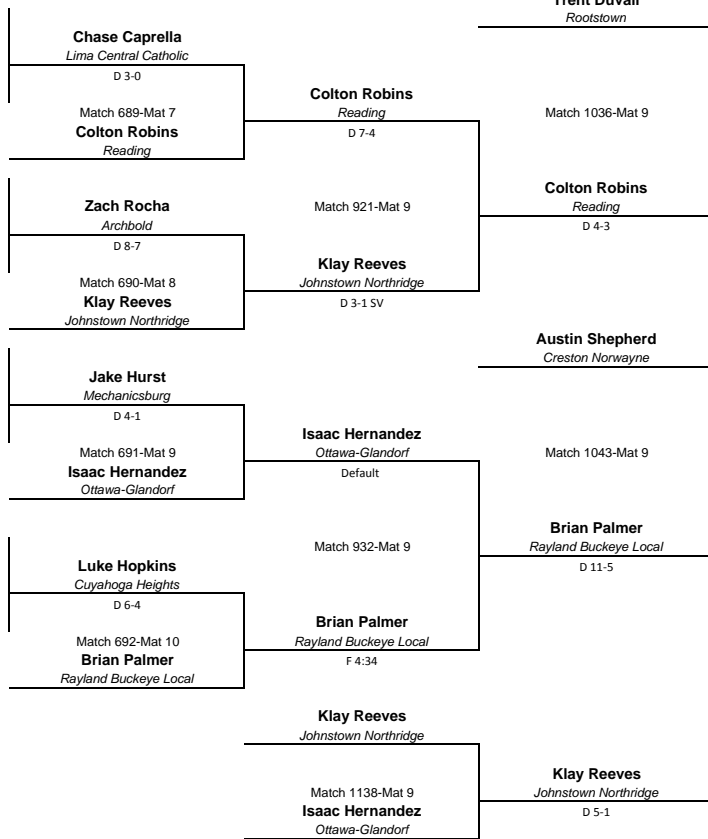 Trent Duvall
Rootstown
Chase Caprella
Lima Central Catholic
D 3-0
Match 689-Mat 7
Colton Robins
Reading
Colton Robins
Reading
D 7-4
Match 1036-Mat 9
Zach Rocha
Archbold
D 8-7
Match 921-Mat 9
Colton Robins
Reading
D 4-3
Match 690-Mat 8
Klay Reeves
Johnstown Northridge
Klay Reeves
Johnstown Northridge
D 3-1 SV
Austin Shepherd
Creston Norwayne
Jake Hurst
Mechanicsburg
D 4-1
Match 691-Mat 9
Isaac Hernandez
Ottawa-Glandorf
Isaac Hernandez
Ottawa-Glandorf
Default
Match 1043-Mat 9
Luke Hopkins
Cuyahoga Heights
D 6-4
Match 932-Mat 9
Brian Palmer
Rayland Buckeye Local
D 11-5
Match 692-Mat 10
Brian Palmer
Rayland Buckeye Local
Brian Palmer
Rayland Buckeye Local
F 4:34
Klay Reeves
Johnstown Northridge
Match 1138-Mat 9
Isaac Hernandez
Ottawa-Glandorf
Klay Reeves
Johnstown Northridge
D 5-1